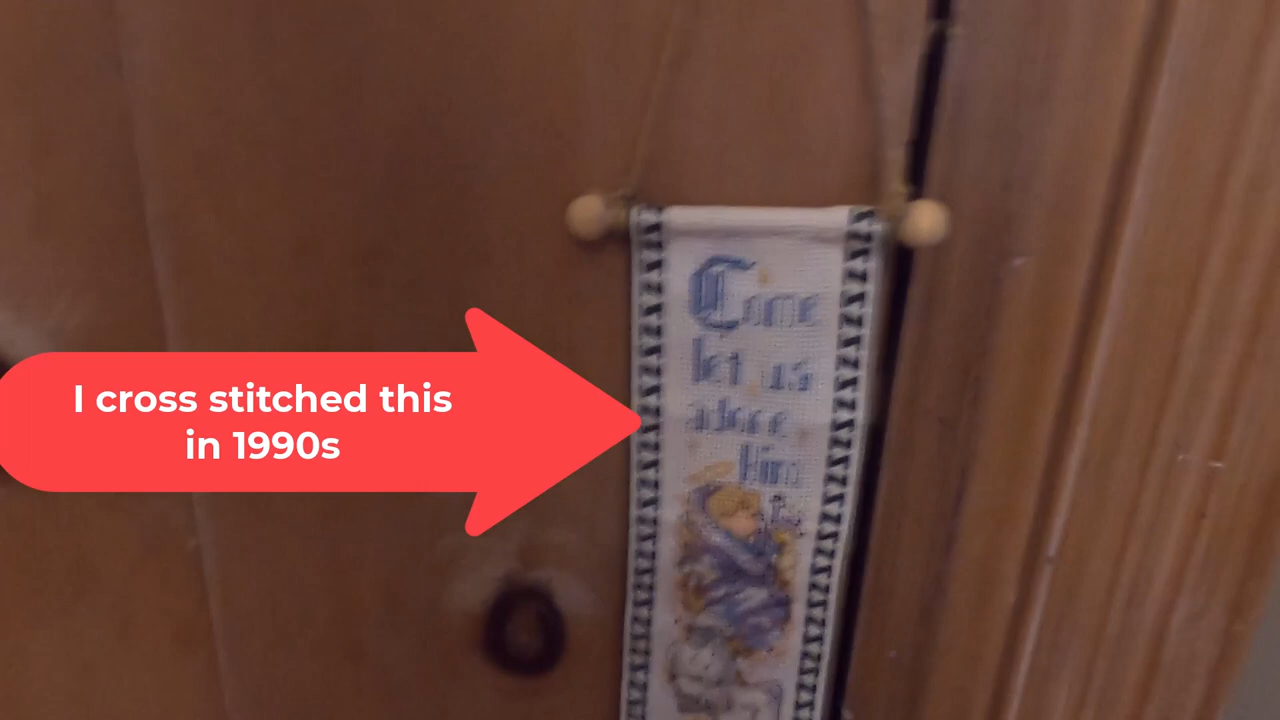 I cross stitched this
in 1990s
Come
let us
adore
Him